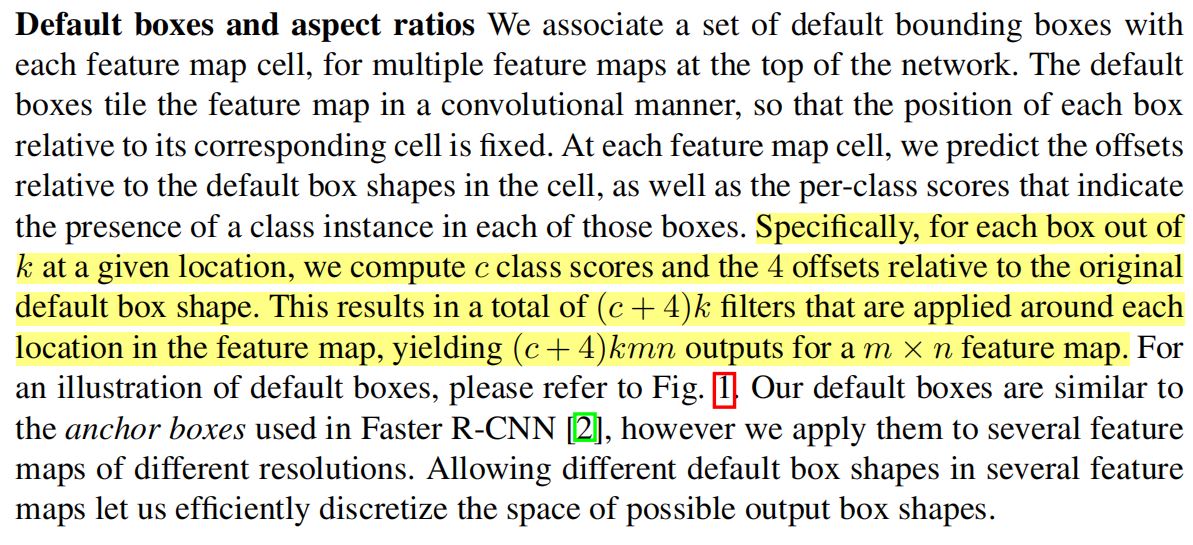 Default boxes and aspect ratios We associate a set of default bounding boxes with
each feature map cell, for multiple feature maps at the top of the network. The default
boxes tile the feature map in a convolutional manner, so that the position of each box
relative to its corresponding cell is fixed. At each feature map cell, we predict the offsets
relative to the default box shapes in the cell, as well as the per-class scores that indicate
the presence of a class instance in each of those boxes. Specifically, for each box out of
k at a given location, we compute c class scores and the 4 offsets relative to the original
default box shape. This results in a total of (c + 4)k filters that are applied around each
location in the feature map, yielding (c + 4)kmn outputs for a m × n feature map. For
an illustration of default boxes, please refer to Fig. 1. Our default boxes are similar to
the anchor boxes used in Faster R-CNN [2], however we apply them to several feature
maps of different resolutions. Allowing different default box shapes in several feature
maps let us efficiently discretize the space of possible output box shapes.